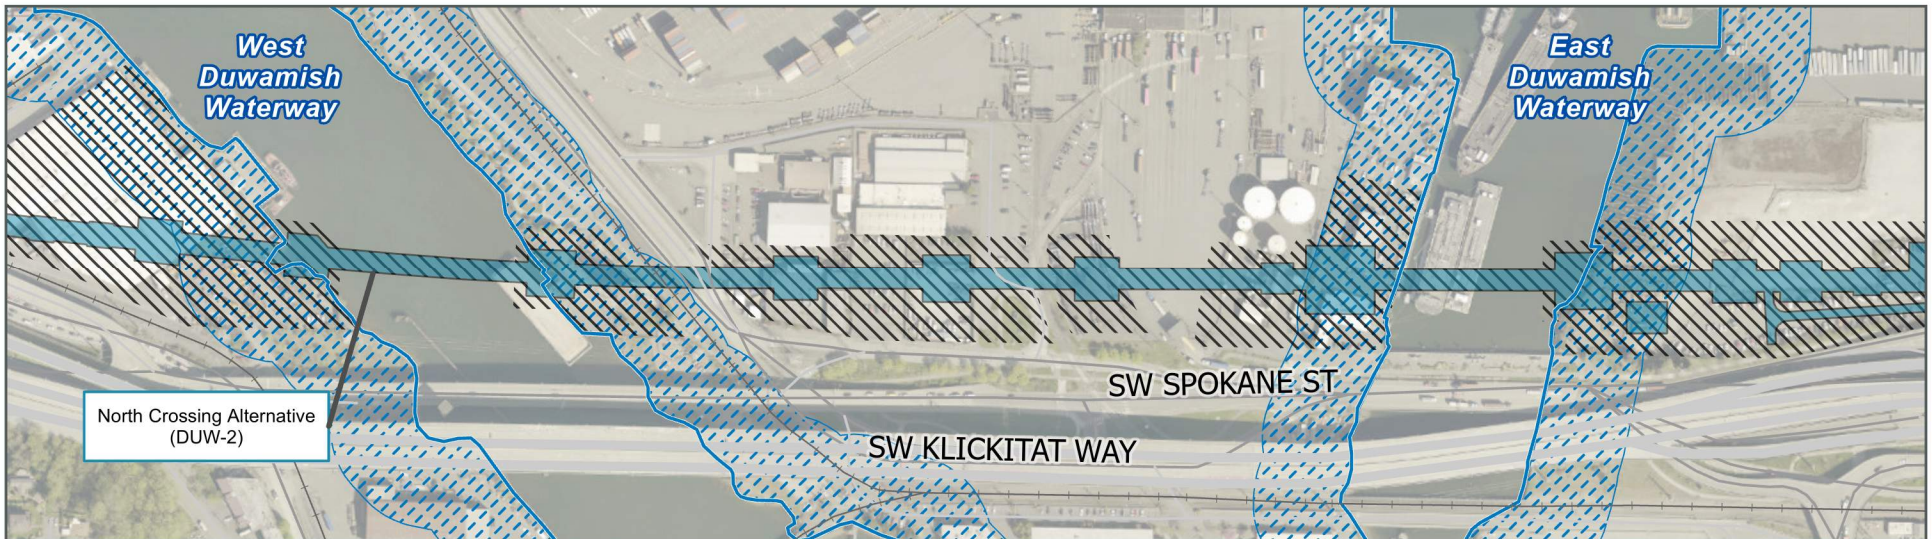 West
Duwamish
Waterway
East
Duwamish
Waterway
SW SPOKANE ST
North Crossing Alternative
(DUW-2)
SW KLICKITAT WAY